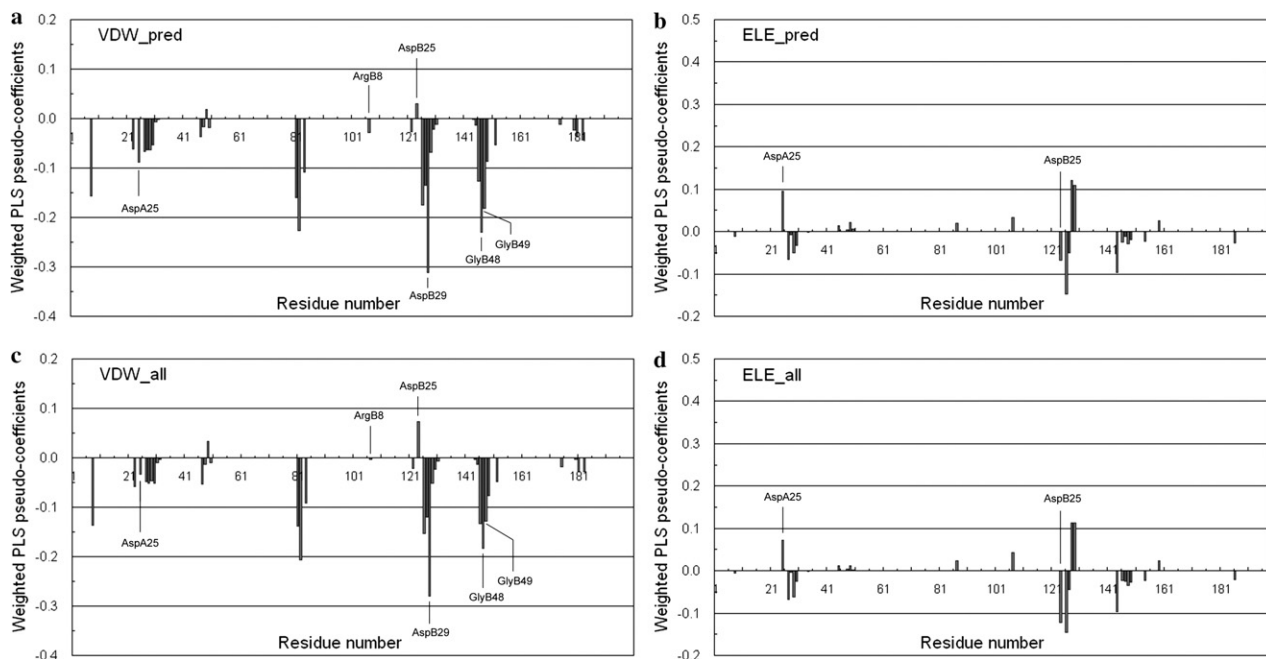 a
VDW_pred
Weighted PLS pseudo-coefficients
0.2
0.1
0.0
-0.1
-0.2
-0.3
-0.4
1 21 41 61 81 101 121 141 161 181
AspB25
ArgB8
AspA25
GlyB49
GlyB48
AspB29
Residue number
b
ELE_pred
Weighted PLS pseudo-coefficients
0.5
0.4
0.3
0.2
0.1
0.0
-0.1
-0.2
1 21 41 61 81 101 121 141 161 181
AspA25
AspB25
Residue number
c
VDW_all
Weighted PLS pseudo-coefficients
0.2
0.1
0.0
-0.1
-0.2
-0.3
-0.4
1 21 41 61 81 101 121 141 161 181
AspB25
ArgB8
AspA25
GlyB49
GlyB48
AspB29
Residue number
d
ELE_all
Weighted PLS pseudo-coefficients
0.5
0.4
0.3
0.2
0.1
0.0
-0.1
-0.2
1 21 41 61 81 101 121 141 161 181
AspA25
AspB25
Residue number